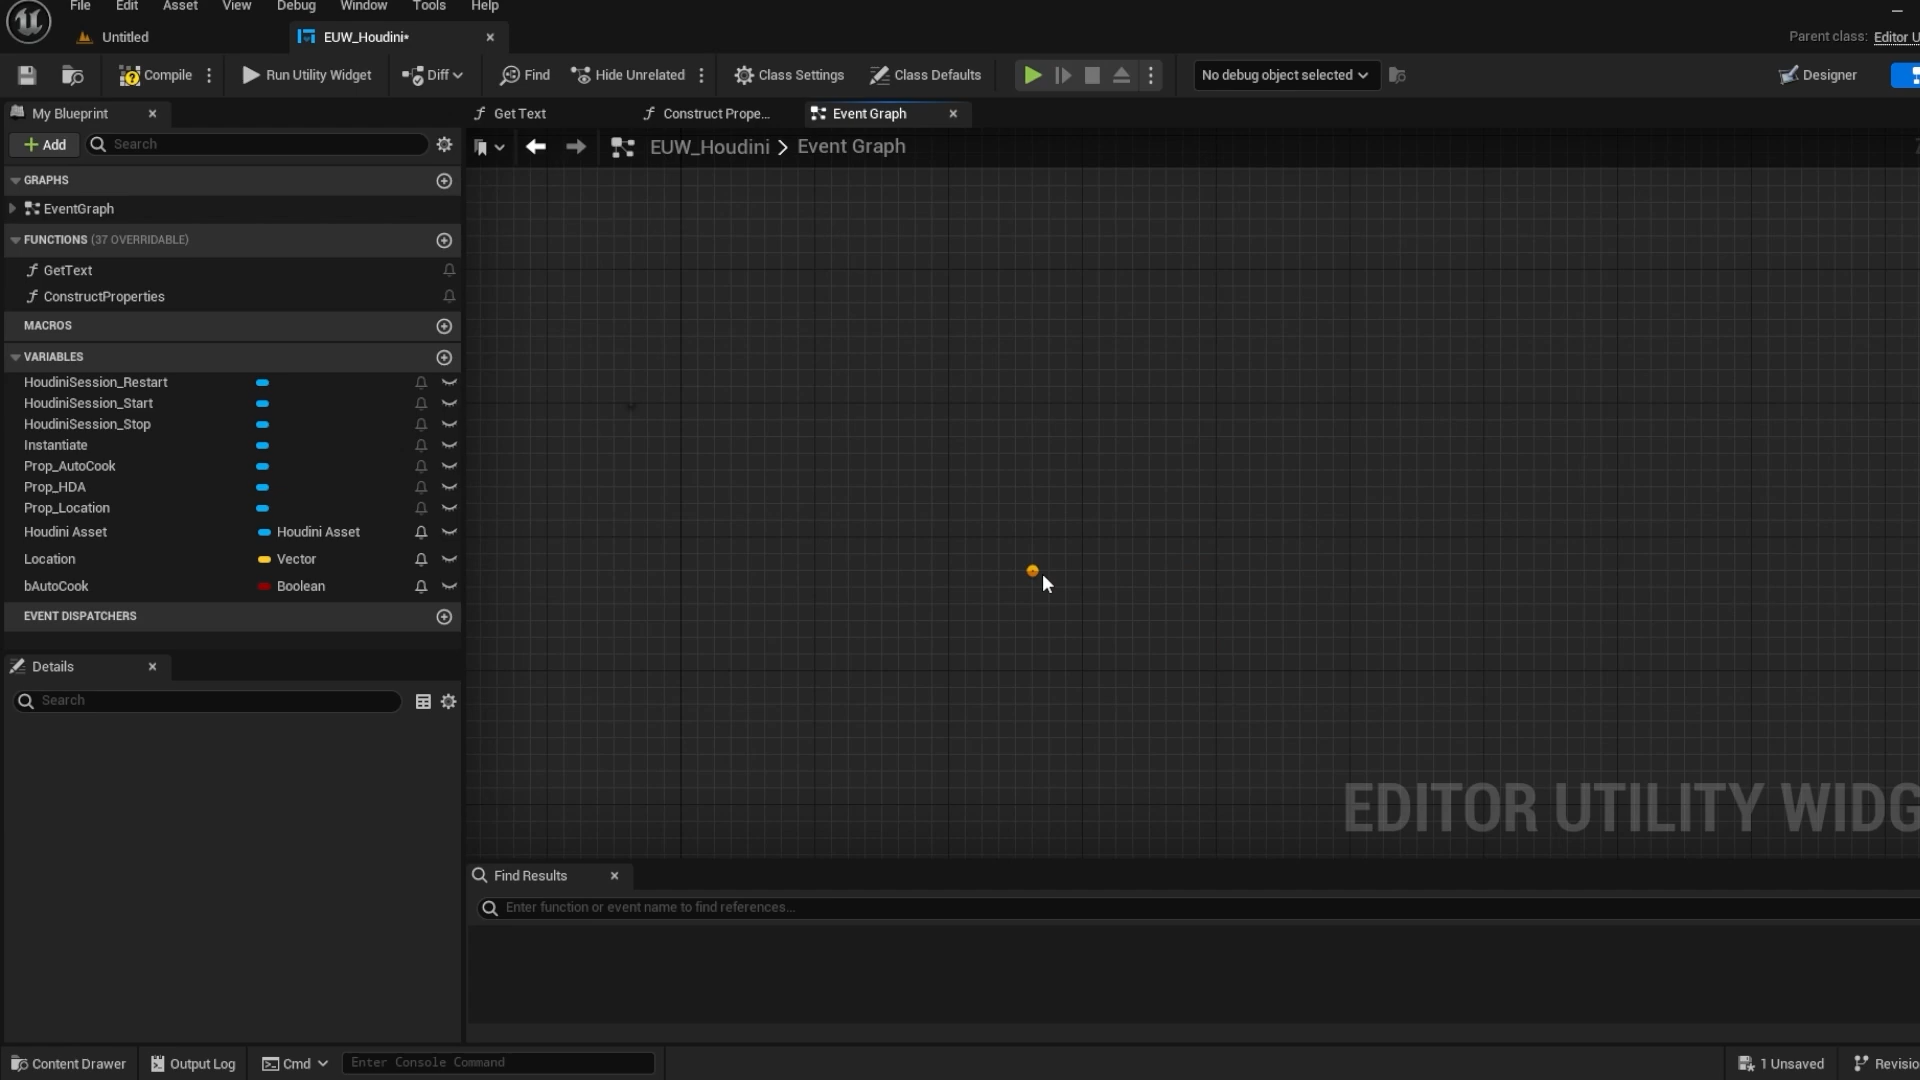 File Edit Asset View Debug Window Tools Help
Untitled EUW_Houdini*
Parent class: Editor U
Compile Run Utility Widget Diff Find Hide Unrelated Class Settings Class Defaults No debug object selected Designer
My Blueprint
Get Text Construct Prope... Event Graph
Add Search
EUW_Houdini > Event Graph
GRAPHS
EventGraph
FUNCTIONS (37 OVERRIDABLE)
GetText
ConstructProperties
MACROS
VARIABLES
HoudiniSession_Restart
HoudiniSession_Start
HoudiniSession_Stop
Instantiate
Prop_AutoCook
Prop_HDA
Prop_Location
Houdini Asset Houdini Asset
Location Vector
bAutoCook Boolean
EVENT DISPATCHERS
Details
Search
EDITOR UTILITY WIDG
Find Results
Enter function or event name to find references...
Content Drawer Output Log Cmd Enter Console Command 1 Unsaved Revisio